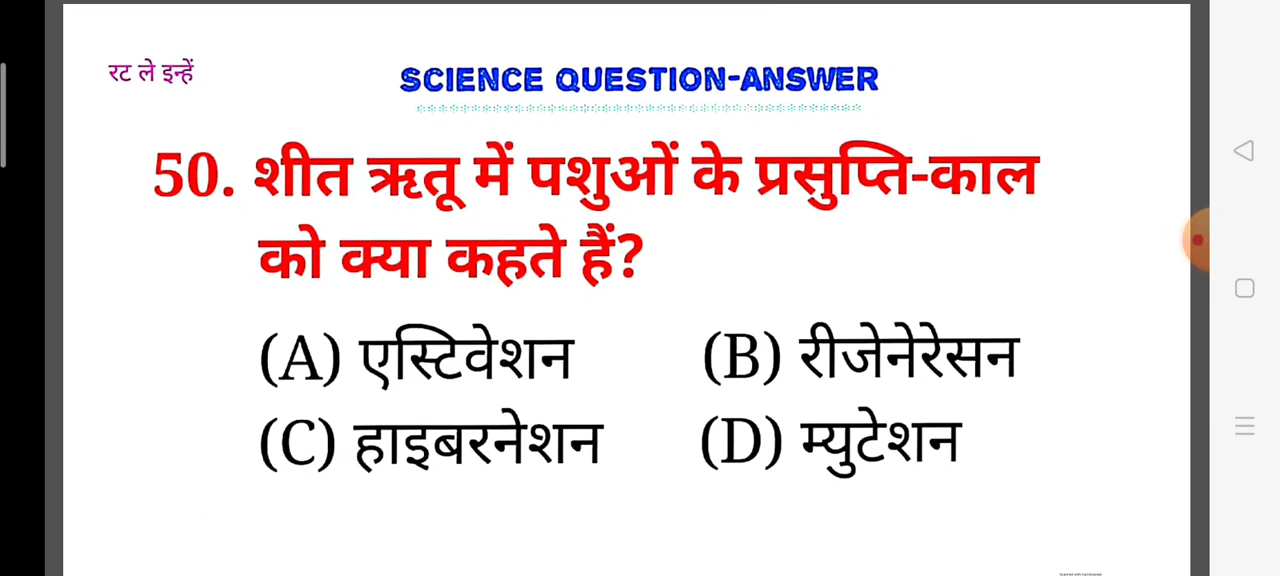 रट ले इन्हें
SCIENCE QUESTION-ANSWER
50. शीत ऋतू में पशुओं के प्रसुप्ति-काल
को क्या कहते हैं?
(A) एस्टिवेशन (B) रीजेनेरेसन
(C) हाइबरनेशन (D) म्युटेशन